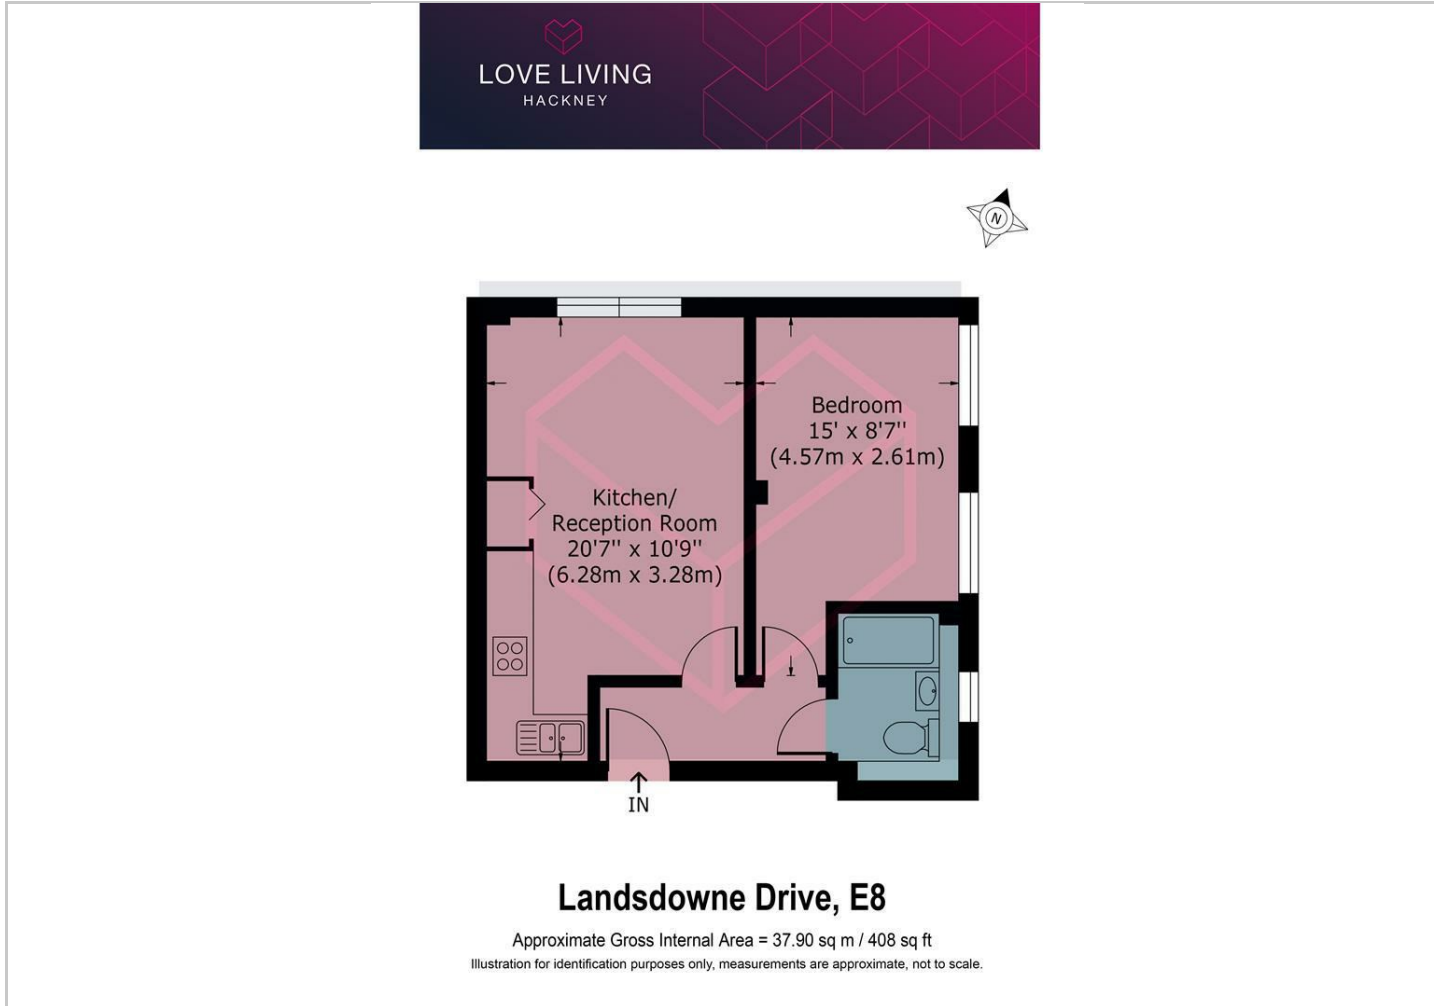 LOVE LIVING
HACKNEY
N
Bedroom
15' x 8'7"
(4.57m x 2.61m)
Kitchen/
Reception Room
20'7" x 10'9"
(6.28m x 3.28m)
IN
Landsdowne Drive, E8
Approximate Gross Internal Area = 37.90 sq m / 408 sq ft
Illustration for identification purposes only, measurements are approximate, not to scale.